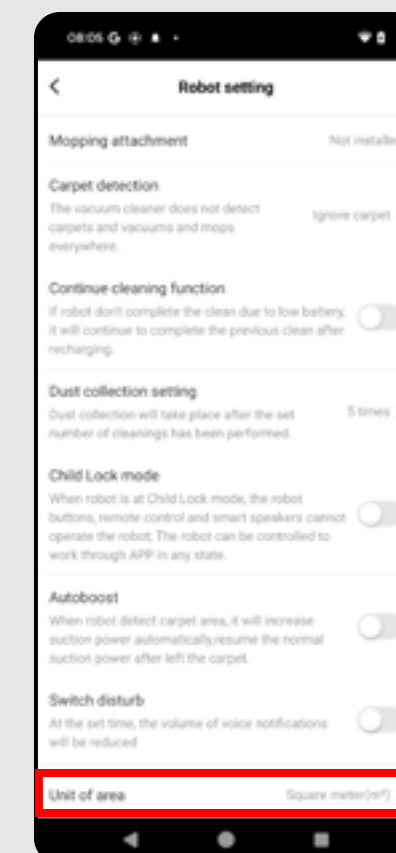 08:05 G
Robot setting
Mopping attachment Not installe
Carpet detection
The vacuum cleaner does not detect
carpets and vacuums and mops
everywhere.
Ignore carpet
Continue cleaning function
If robot don't complete the clean due to low battery,
it will continue to complete the previous clean after
recharging.
Dust collection setting
Dust collection will take place after the set
number of cleanings has been performed.
5 times
Child Lock mode
When robot is at Child Lock mode, the robot
buttons, remote control and smart speakers cannot
operate the robot, The robot can be controlled to
work through APP in any state.
Autoboost
When robot detect carpet area, it will increase
suction power automatically,resume the normal
suction power after left the carpet.
Switch disturb
At the set time, the volume of voice notifications
will be reduced
Unit of area Square meter(m²)